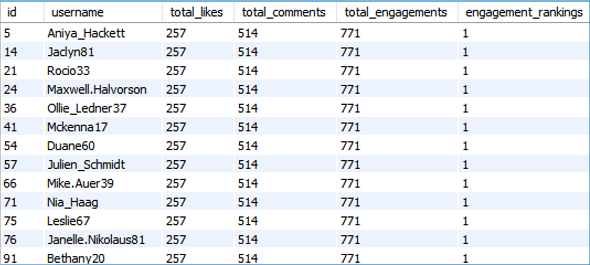 id username total_likes total_comments total_engagements engagement_rankings
5 Aniya_Hackett 257 514 771 1
14 Jaclyn81 257 514 771 1
21 Rocio33 257 514 771 1
24 Maxwell.Halvorson 257 514 771 1
36 Ollie_Ledner37 257 514 771 1
41 Mckenna17 257 514 771 1
54 Duane60 257 514 771 1
57 Julien_Schmidt 257 514 771 1
66 Mike.Auer39 257 514 771 1
71 Nia_Haag 257 514 771 1
75 Leslie67 257 514 771 1
76 Janelle.Nikolaus81 257 514 771 1
91 Bethany20 257 514 771 1